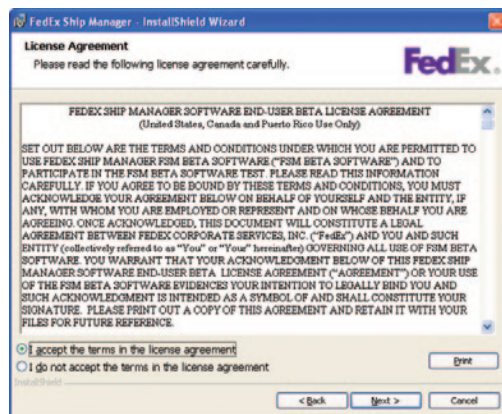 FedEx Ship Manager - InstallShield Wizard
License Agreement
Please read the following license agreement carefully.
FedEx.
FEDEX SHIP MANAGER SOFTWARE END-USER BETA LICENSE AGREEMENT
(United States, Canada and Puerto Rico Use Only)
SET OUT BELOW ARE THE TERMS AND CONDITIONS UNDER WHICH YOU ARE PERMITTED TO
USE FEDEX SHIP MANAGER FSM BETA SOFTWARE ("FSM BETA SOFTWARE") AND TO
PARTICIPATE IN THE FSM BETA SOFTWARE TEST. PLEASE READ THIS INFORMATION
CAREFULLY. IF YOU AGREE TO BE BOUND BY THESE TERMS AND CONDITIONS, YOU MUST
ACKNOWLEDGE YOUR AGREEMENT BELOW ON BEHALF OF YOURSELF AND THE ENTITY, IF
ANY, WITH WHOM YOU ARE EMPLOYED OR REPRESENT AND ON WHOSE BEHALF YOU ARE
AGREEING. ONCE ACKNOWLEDGED, THIS DOCUMENT WILL CONSTITUTE A LEGAL
AGREEMENT BETWEEN FEDEX CORPORATE SERVICES, INC. ("FedEx") AND YOU AND SUCH
ENTITY (collectively referred to as "You" or "Your" hereinafter) GOVERNING ALL USE OF FSM BETA
SOFTWARE. YOU WARRANT THAT YOUR ACKNOWLEDGMENT BELOW OF THIS FEDEX SHIP
MANAGER SOFTWARE END-USER BETA LICENSE AGREEMENT ("AGREEMENT") OR YOUR USE
OF THE FSM BETA SOFTWARE EVIDENCES YOUR INTENTION TO LEGALLY BIND YOU AND
SUCH ACKNOWLEDGMENT IS INTENDED AS A SYMBOL OF AND SHALL CONSTITUTE YOUR
SIGNATURE. PLEASE PRINT OUT A COPY OF THIS AGREEMENT AND RETAIN IT WITH YOUR
FILES FOR FUTURE REFERENCE.
I accept the terms in the license agreement
I do not accept the terms in the license agreement
Print
InstallShield
< Back
Next >
Cancel